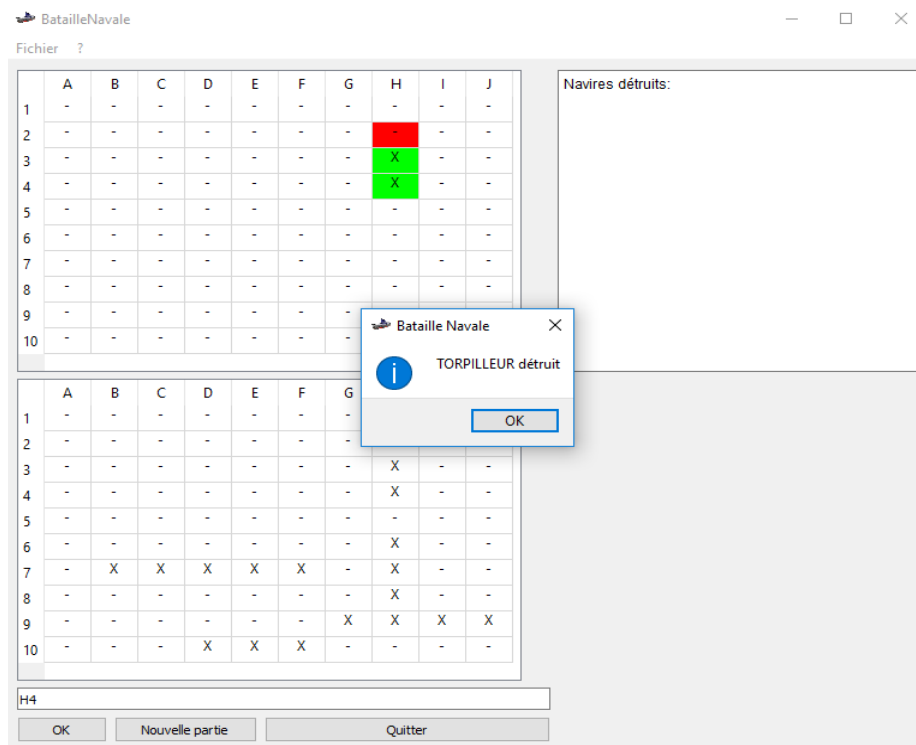 BatailleNavale
Fichier ?
A B C D E F G H I J
1 - - - - - - - - - -
2 - - - - - - - - - -
3 - - - - - - - X - -
4 - - - - - - - X - -
5 - - - - - - - - - -
6 - - - - - - - - - -
7 - - - - - - - - - -
8 - - - - - - - - - -
9 - - - - - - -
10 - - - - - - -
Navires détruits:
Bataille Navale
TORPILLEUR détruit
OK
A B C D E F G
1 - - - - - - -
2 - - - - - - - - - -
3 - - - - - - - X - -
4 - - - - - - - X - -
5 - - - - - - - - - -
6 - - - - - - - X - -
7 - X X X X X - X - -
8 - - - - - - - X - -
9 - - - - - - X X X X
10 - - - X X X - - - -
H4
OK Nouvelle partie Quitter